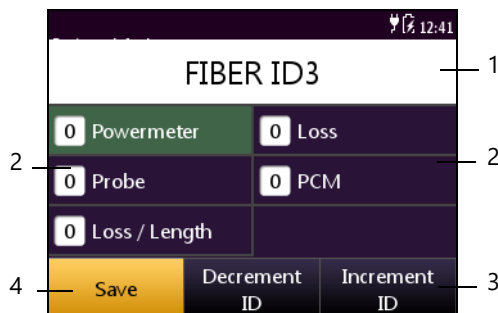 12:41
FIBER ID3
1
0 Powermeter
0 Loss
2
2
0 Probe
0 PCM
0 Loss / Length
4
Save
Decrement
ID
Increment
ID
3